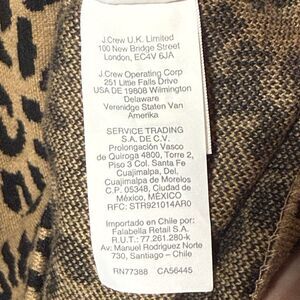 J.Crew U.K. Limited
100 New Bridge Street
London, EC4V 6JA
J.Crew Operating Corp
251 Little Falls Drive
USA DE 19808 Wilmington
Delaware
Verenidge Staten Van
Amerika
SERVICE TRADING
S.A. DE C.V.
Prolongación Vasco
de Quiroga 4800, Torre 2,
Piso 3 Col. Santa Fe
Cuajimalpa, Del,
Cuajimalpa de Morelos
C.P. 05348, Ciudad de
México, MÉXICO
RFC: STR921014AR0
Importado en Chile por:
Falabella Retail S.A.
R.U.T.: 77.261.280-k
Av. Manuel Rodriguez Norte
730, Santiago - Chile
RN77388 CA56445